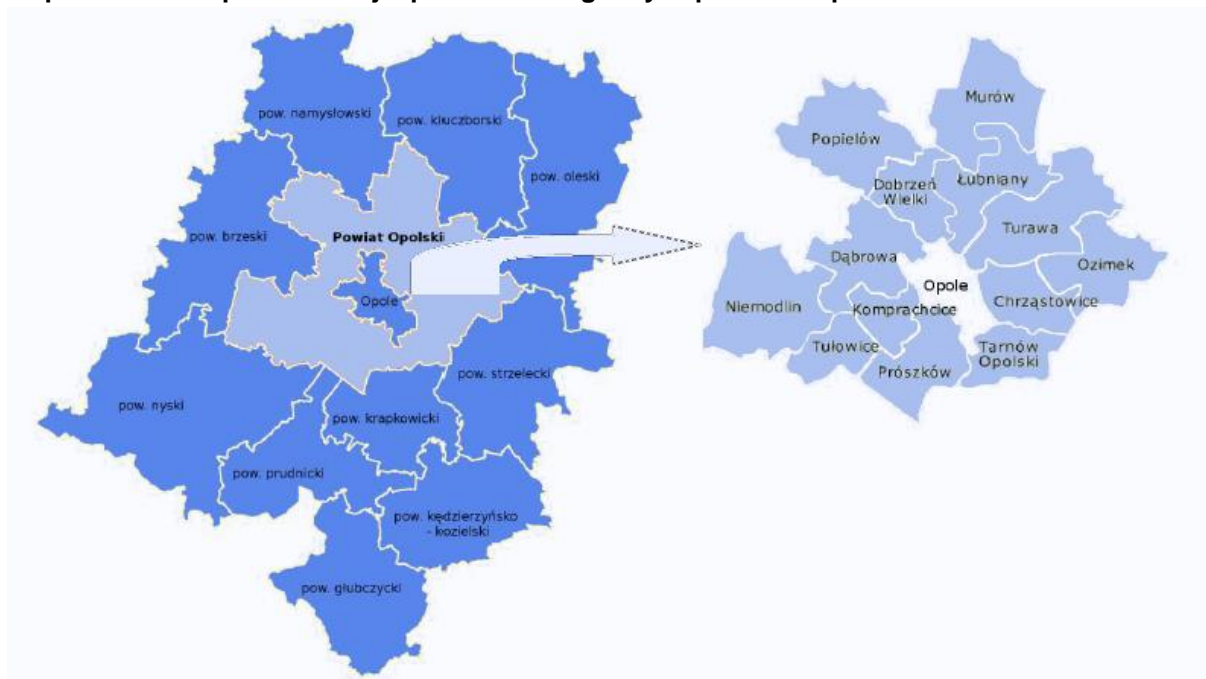 pow. namysłowski
pow. kluczborski
pow. oleski
pow. brzeski
Powiat Opolski
Opole
pow. strzelecki
pow. nyski
pow. krapkowicki
pow. prudnicki
pow. kędzierzyńsko
- kozielski
pow. głubczycki
Murów
Popielów
Dobrzeń
Wielki
Łubniany
Turawa
Ozimek
Dąbrowa
Opole
Chrząstowice
Niemodlin
Komprachcice
Tułowice
Prószków
Tarnów
Opolski